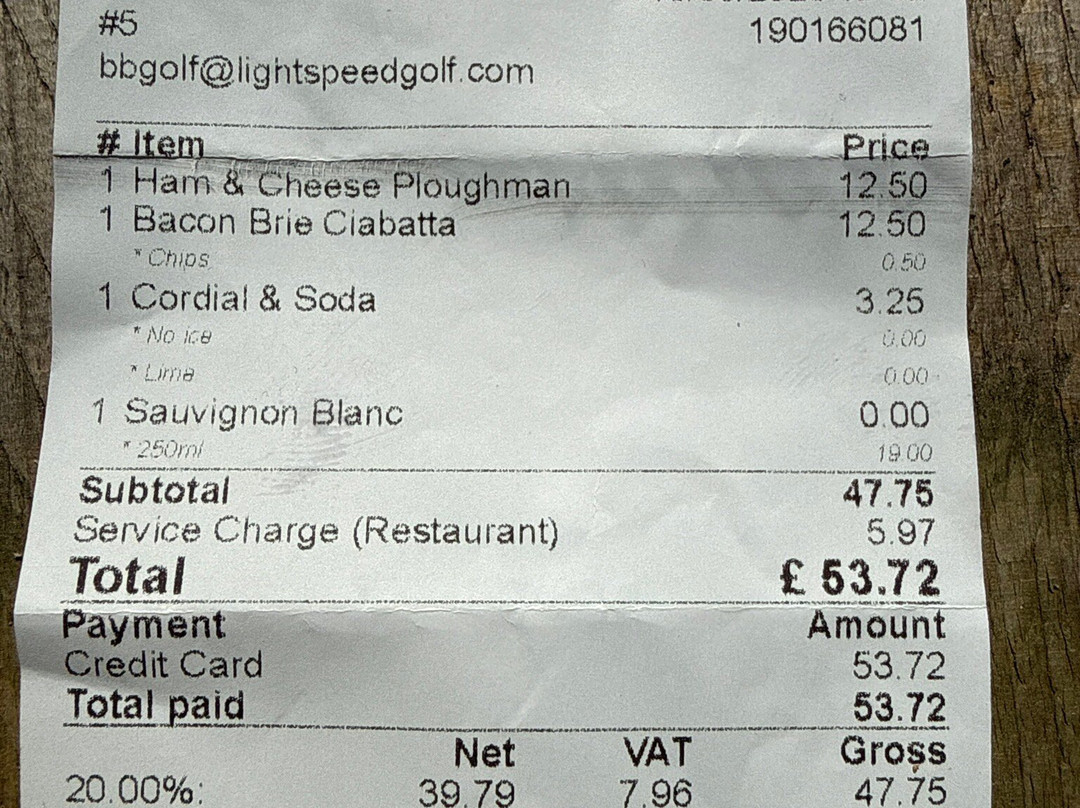 #5
190166081
bbgolf@lightspeedgolf.com
# Item Price
1 Ham & Cheese Ploughman 12.50
1 Bacon Brie Ciabatta 12.50
* Chips 0.50
1 Cordial & Soda 3.25
* No Ice 0.00
* Lime 0.00
1 Sauvignon Blanc 0.00
* 250ml 19.00
Subtotal 47.75
Service Charge (Restaurant) 5.97
Total £ 53.72
Payment Amount
Credit Card 53.72
Total paid 53.72
Net VAT Gross
20.00%: 39.79 7.96 47.75